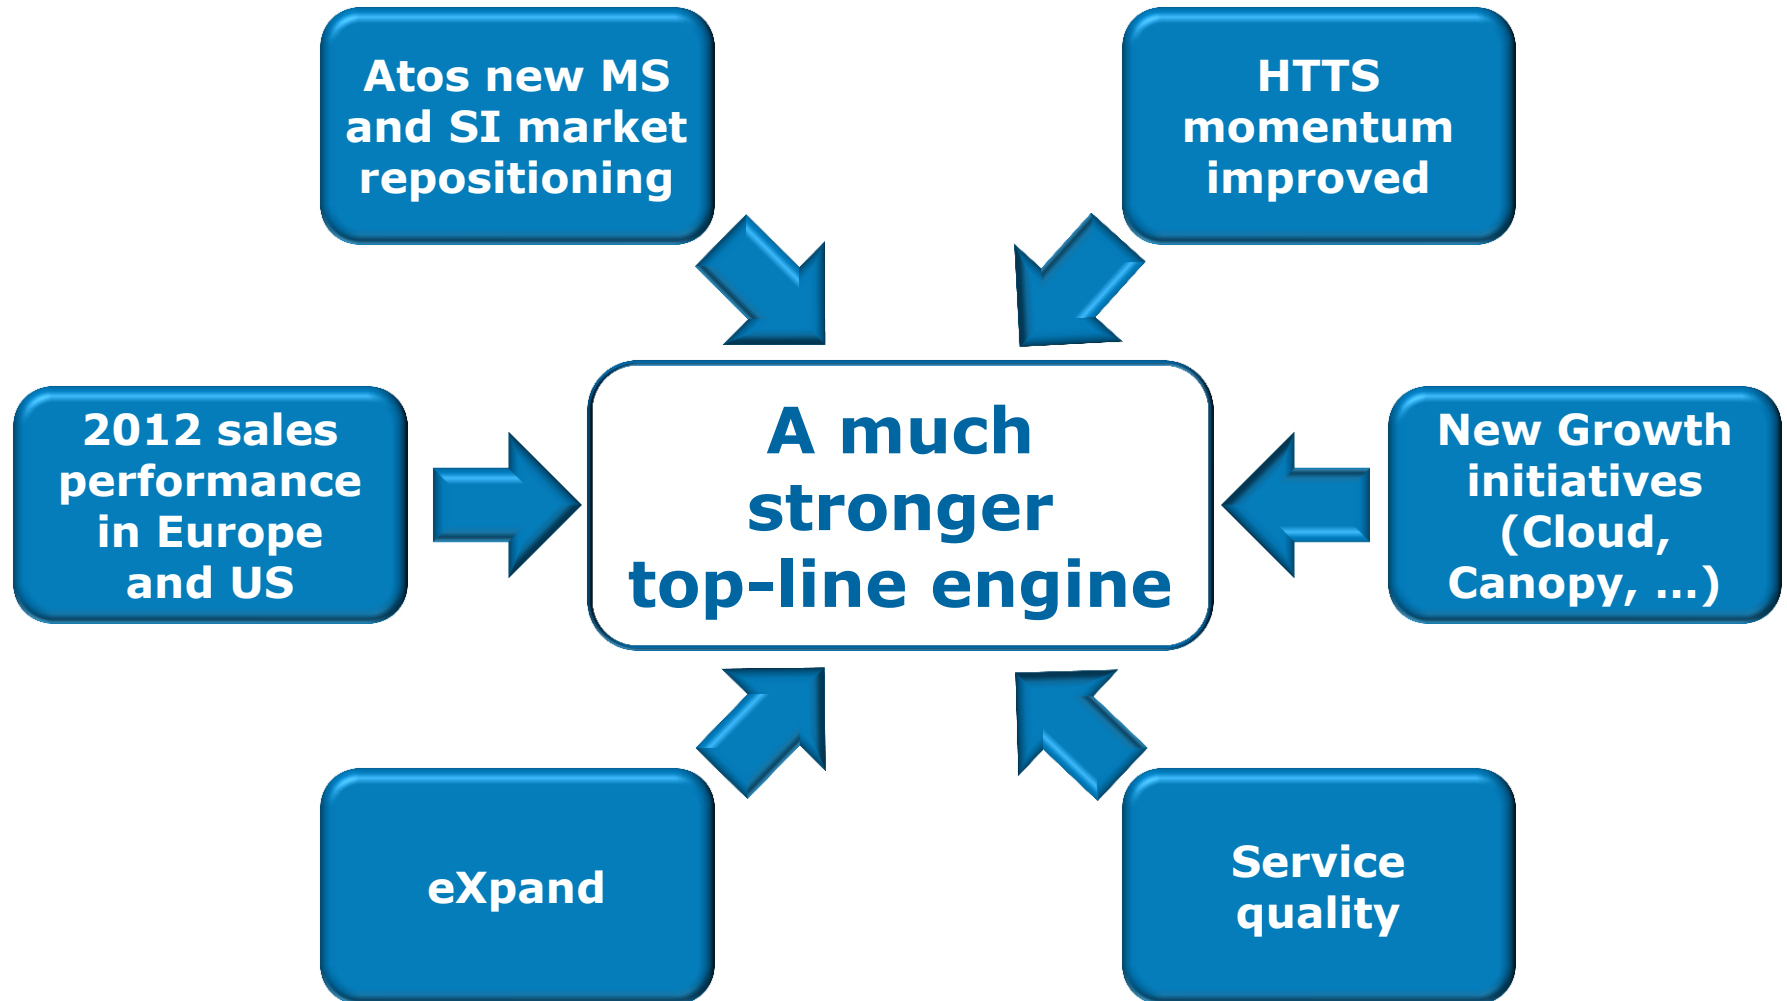 Atos new MS
and SI market
repositioning
HTTS
momentum
improved
2012 sales
performance
in Europe
and US
A much
stronger
top-line engine
New Growth
initiatives
(Cloud,
Canopy, ...)
eXpand
Service
quality